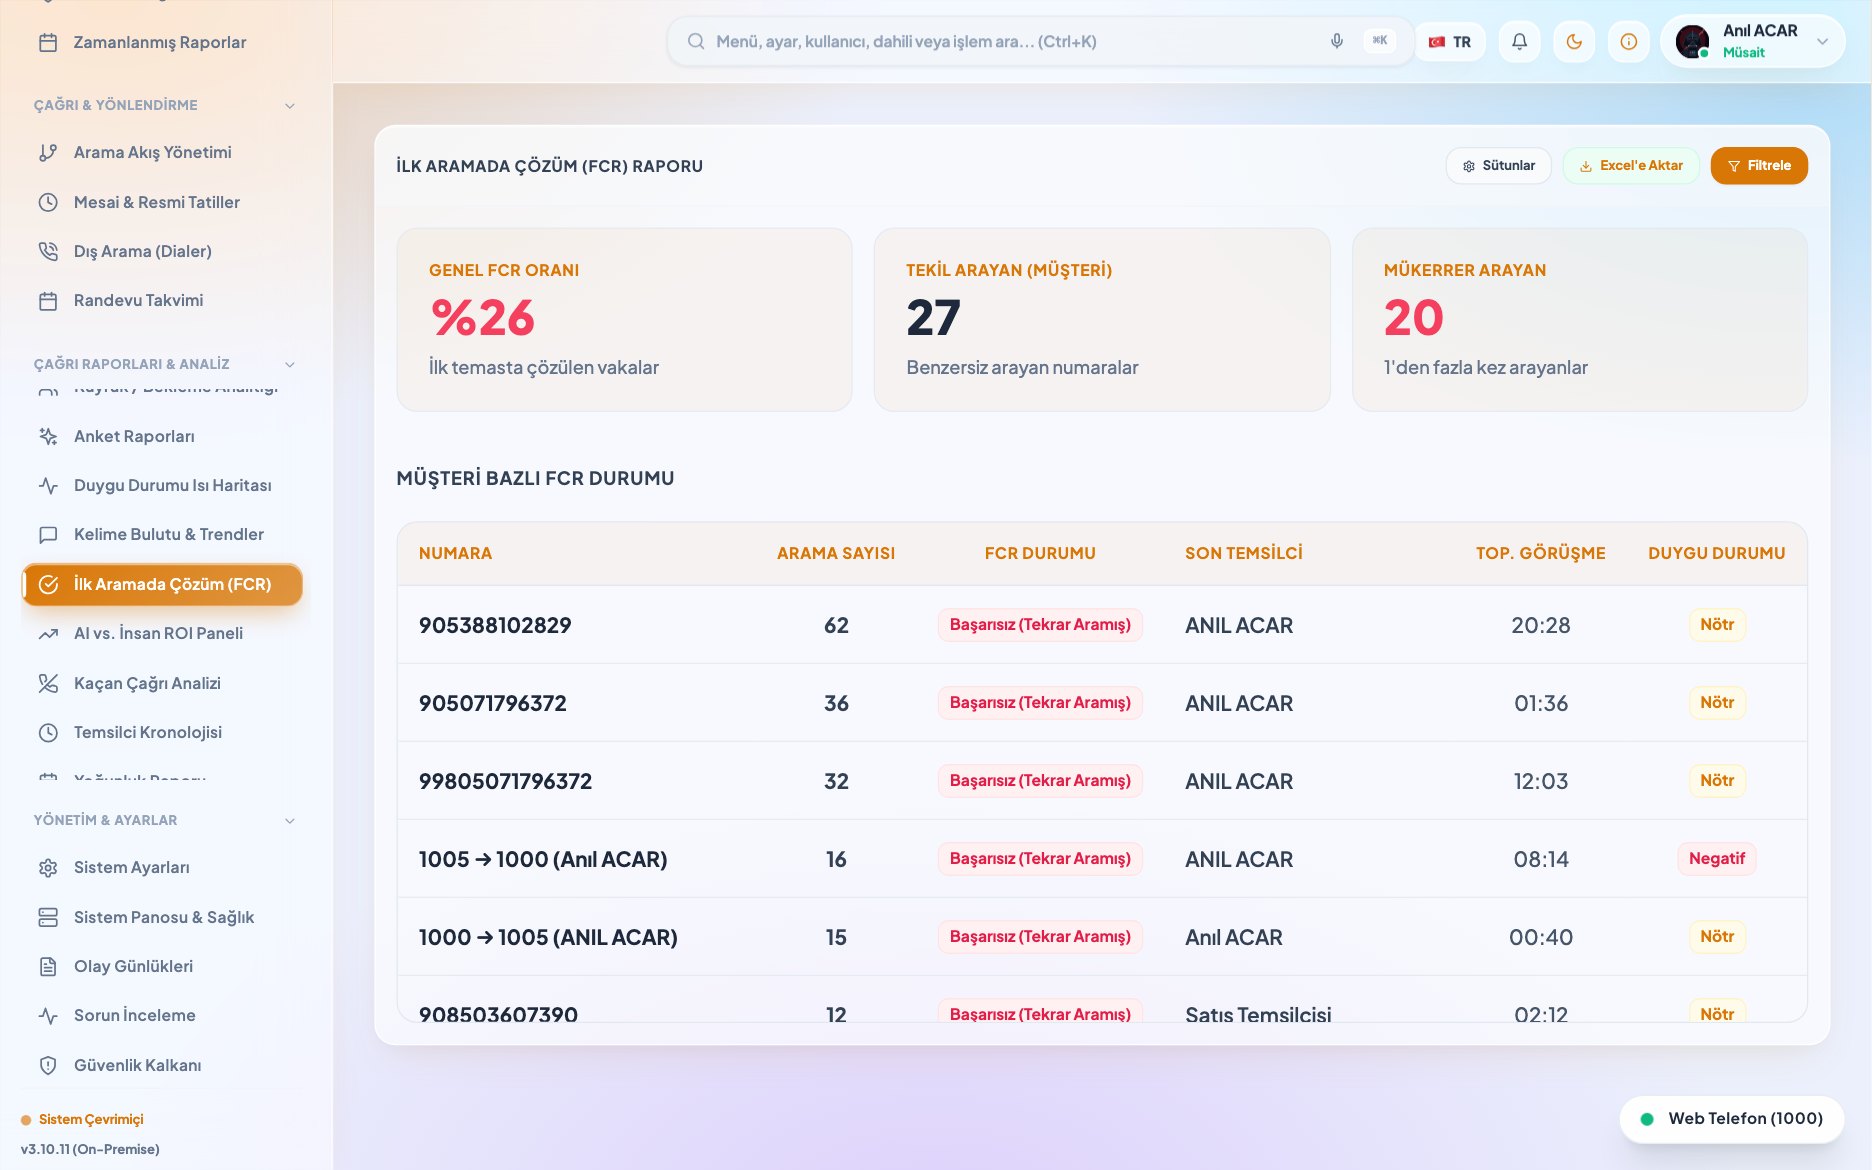 Zamanlanmış Raporlar
ÇAĞRI & YÖNLENDİRME
Arama Akış Yönetimi
Mesai & Resmi Tatiller
Dış Arama (Dialer)
Randevu Takvimi
ÇAĞRI RAPORLARI & ANALİZ
Anket Raporları
Duygu Durumu Isı Haritası
Kelime Bulutu & Trendler
İlk Aramada Çözüm (FCR)
AI vs. İnsan ROI Paneli
Kaçan Çağrı Analizi
Temsilci Kronolojisi
YÖNETİM & AYARLAR
Sistem Ayarları
Sistem Panosu & Sağlık
Olay Günlükleri
Sorun İnceleme
Güvenlik Kalkanı
Sistem Çevrimiçi
v3.10.11 (On-Premise)
Menü, ayar, kullanıcı, dahili veya işlem ara... (Ctrl+K)
⌘K
TR
Anıl ACAR
Müsait
İLK ARAMADA ÇÖZÜM (FCR) RAPORU
Sütunlar
Excel'e Aktar
Filtrele
GENEL FCR ORANI
%26
İlk temasta çözülen vakalar
TEKİL ARAYAN (MÜŞTERİ)
27
Benzersiz arayan numaralar
MÜKERRER ARAYAN
20
1'den fazla kez arayanlar
MÜŞTERİ BAZLI FCR DURUMU
NUMARA ARAMA SAYISI FCR DURUMU SON TEMSİLCİ TOP. GÖRÜŞME DUYGU DURUMU
905388102829 62 Başarısız (Tekrar Aramış) ANIL ACAR 20:28 Nötr
905071796372 36 Başarısız (Tekrar Aramış) ANIL ACAR 01:36 Nötr
99805071796372 32 Başarısız (Tekrar Aramış) ANIL ACAR 12:03 Nötr
1005 → 1000 (Anıl ACAR) 16 Başarısız (Tekrar Aramış) ANIL ACAR 08:14 Negatif
1000 → 1005 (ANIL ACAR) 15 Başarısız (Tekrar Aramış) Anıl ACAR 00:40 Nötr
908503607390 12 Başarısız (Tekrar Aramış) Satış Temsilcisi 02:12 Nötr
Web Telefon (1000)